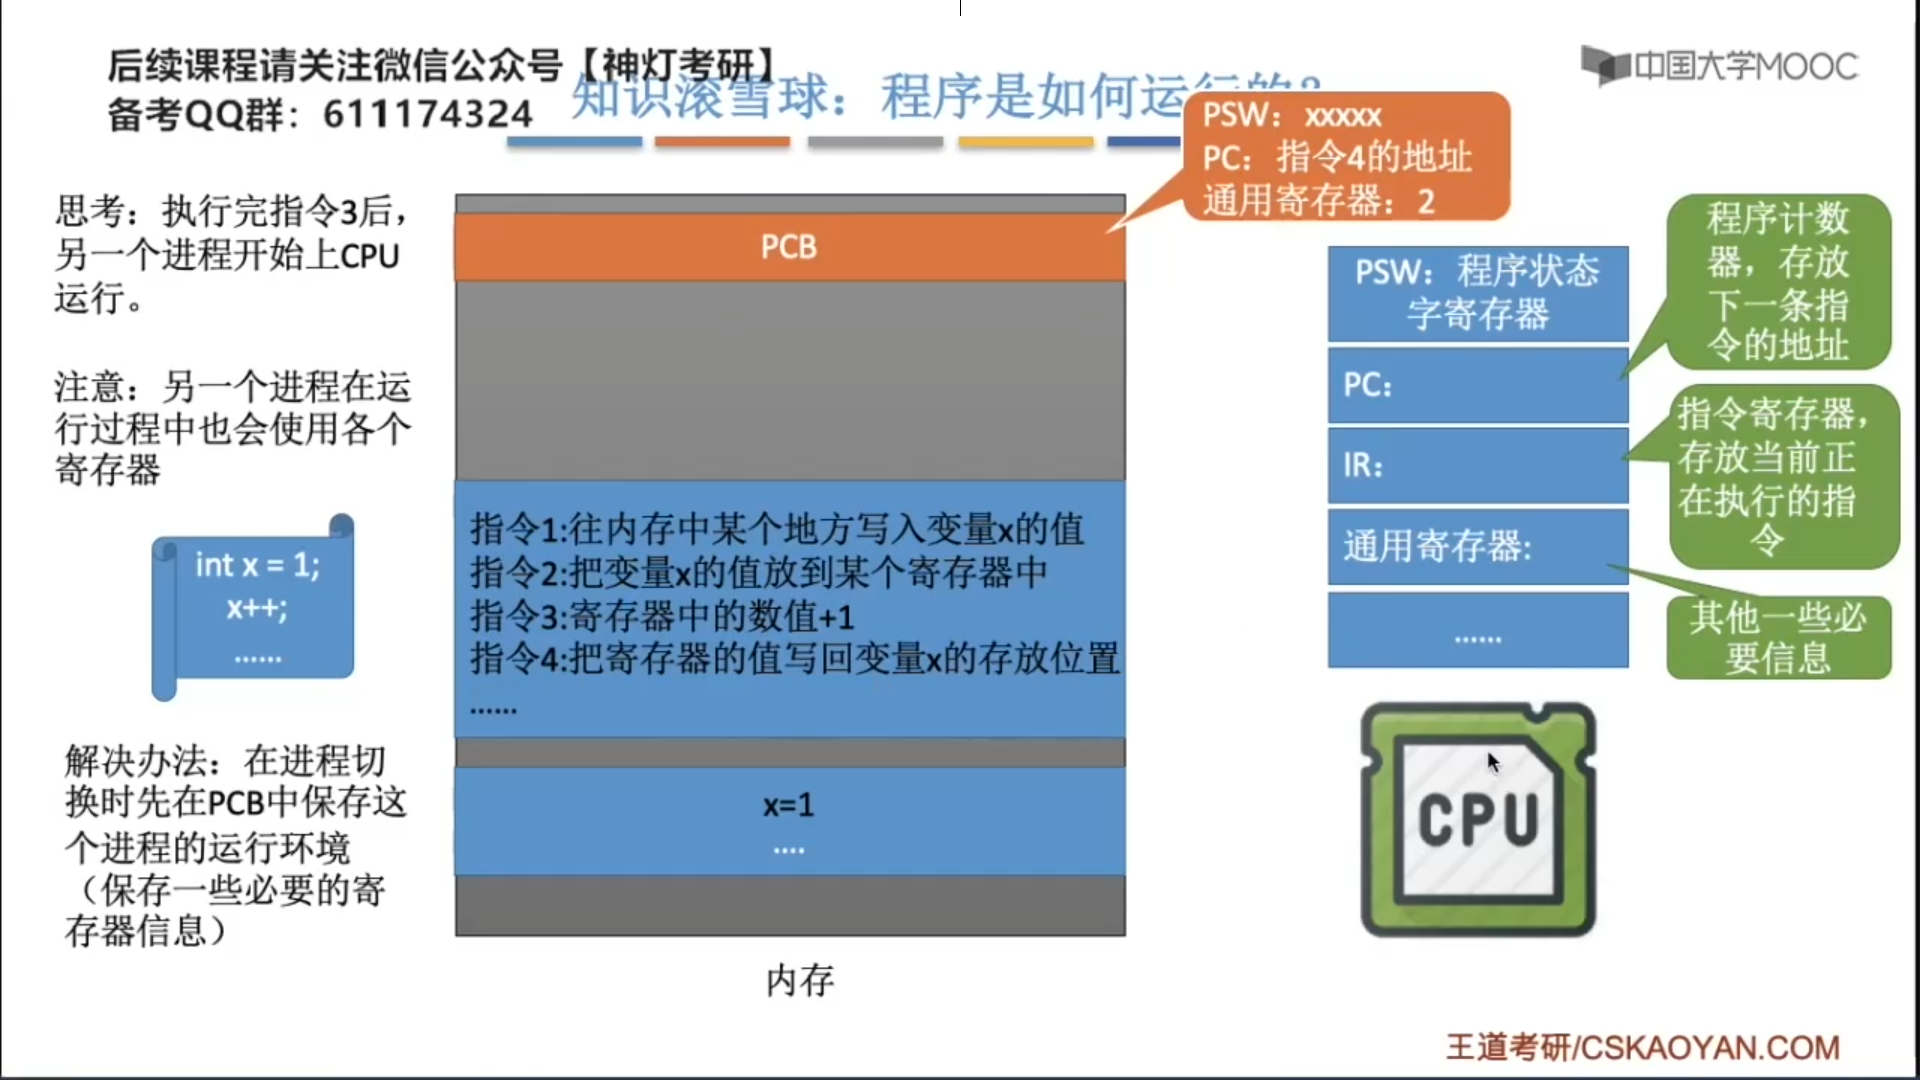 后续课程请关注微信公众号【神灯考研】
备考QQ群：611174324
中国大学MOOC
知识滚雪球：程序是如何运行的？
PSW：xxxxx
PC：指令4的地址
通用寄存器：2
思考：执行完指令3后，
另一个进程开始上CPU
运行。
注意：另一个进程在运
行过程中也会使用各个
寄存器
int x = 1;
x++;
......
解决办法：在进程切
换时先在PCB中保存这
个进程的运行环境
（保存一些必要的寄
存器信息）
PCB
指令1:往内存中某个地方写入变量x的值
指令2:把变量x的值放到某个寄存器中
指令3:寄存器中的数值+1
指令4:把寄存器的值写回变量x的存放位置
......
x=1
....
内存
PSW：程序状态
字寄存器
PC：
IR：
通用寄存器:
......
程序计数
器，存放
下一条指
令的地址
指令寄存器，
存放当前正
在执行的指
令
其他一些必
要信息
CPU
王道考研/CSKAOYAN.COM